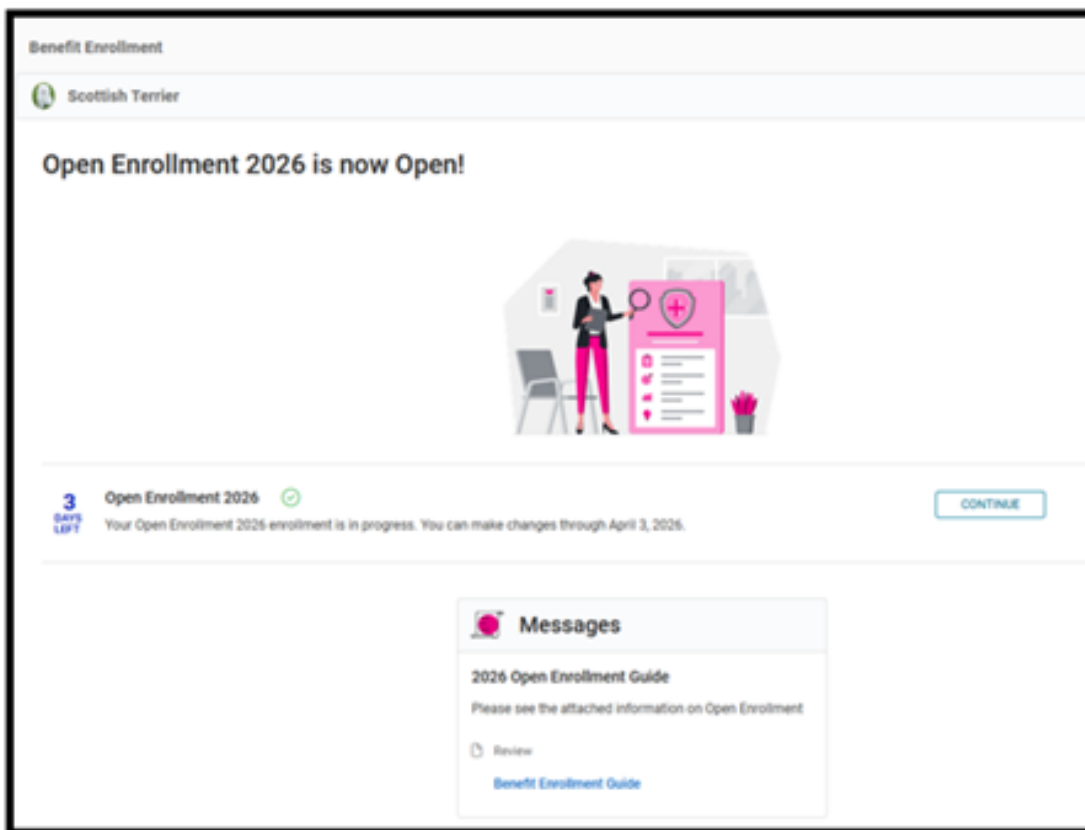 Benefit Enrollment
Scottish Terrier
Open Enrollment 2026 is now Open!
3
DAYS
LEFT
Open Enrollment 2026
Your Open Enrollment 2026 enrollment is in progress. You can make changes through April 3, 2026.
CONTINUE
Messages
2026 Open Enrollment Guide
Please see the attached information on Open Enrollment
Review
Benefit Enrollment Guide